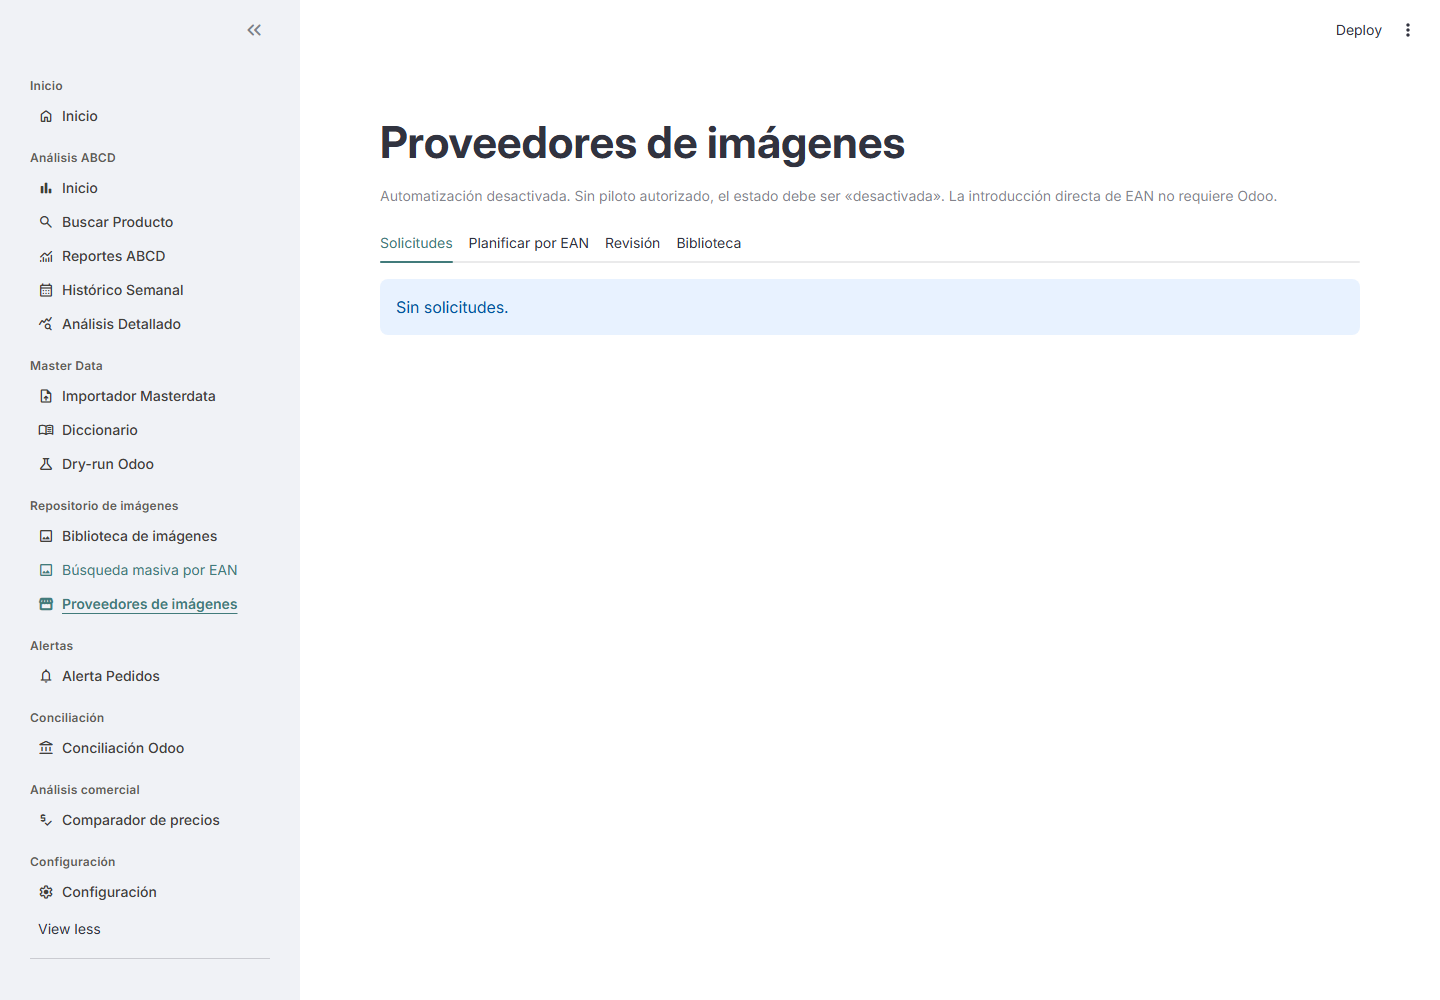 Deploy
Inicio
Inicio
Análisis ABCD
Inicio
Buscar Producto
Reportes ABCD
Histórico Semanal
Análisis Detallado
Master Data
Importador Masterdata
Diccionario
Dry-run Odoo
Repositorio de imágenes
Biblioteca de imágenes
Búsqueda masiva por EAN
Proveedores de imágenes
Alertas
Alerta Pedidos
Conciliación
Conciliación Odoo
Análisis comercial
Comparador de precios
Configuración
Configuración
View less
Proveedores de imágenes
Automatización desactivada. Sin piloto autorizado, el estado debe ser «desactivada». La introducción directa de EAN no requiere Odoo.
Solicitudes Planificar por EAN Revisión Biblioteca
Sin solicitudes.